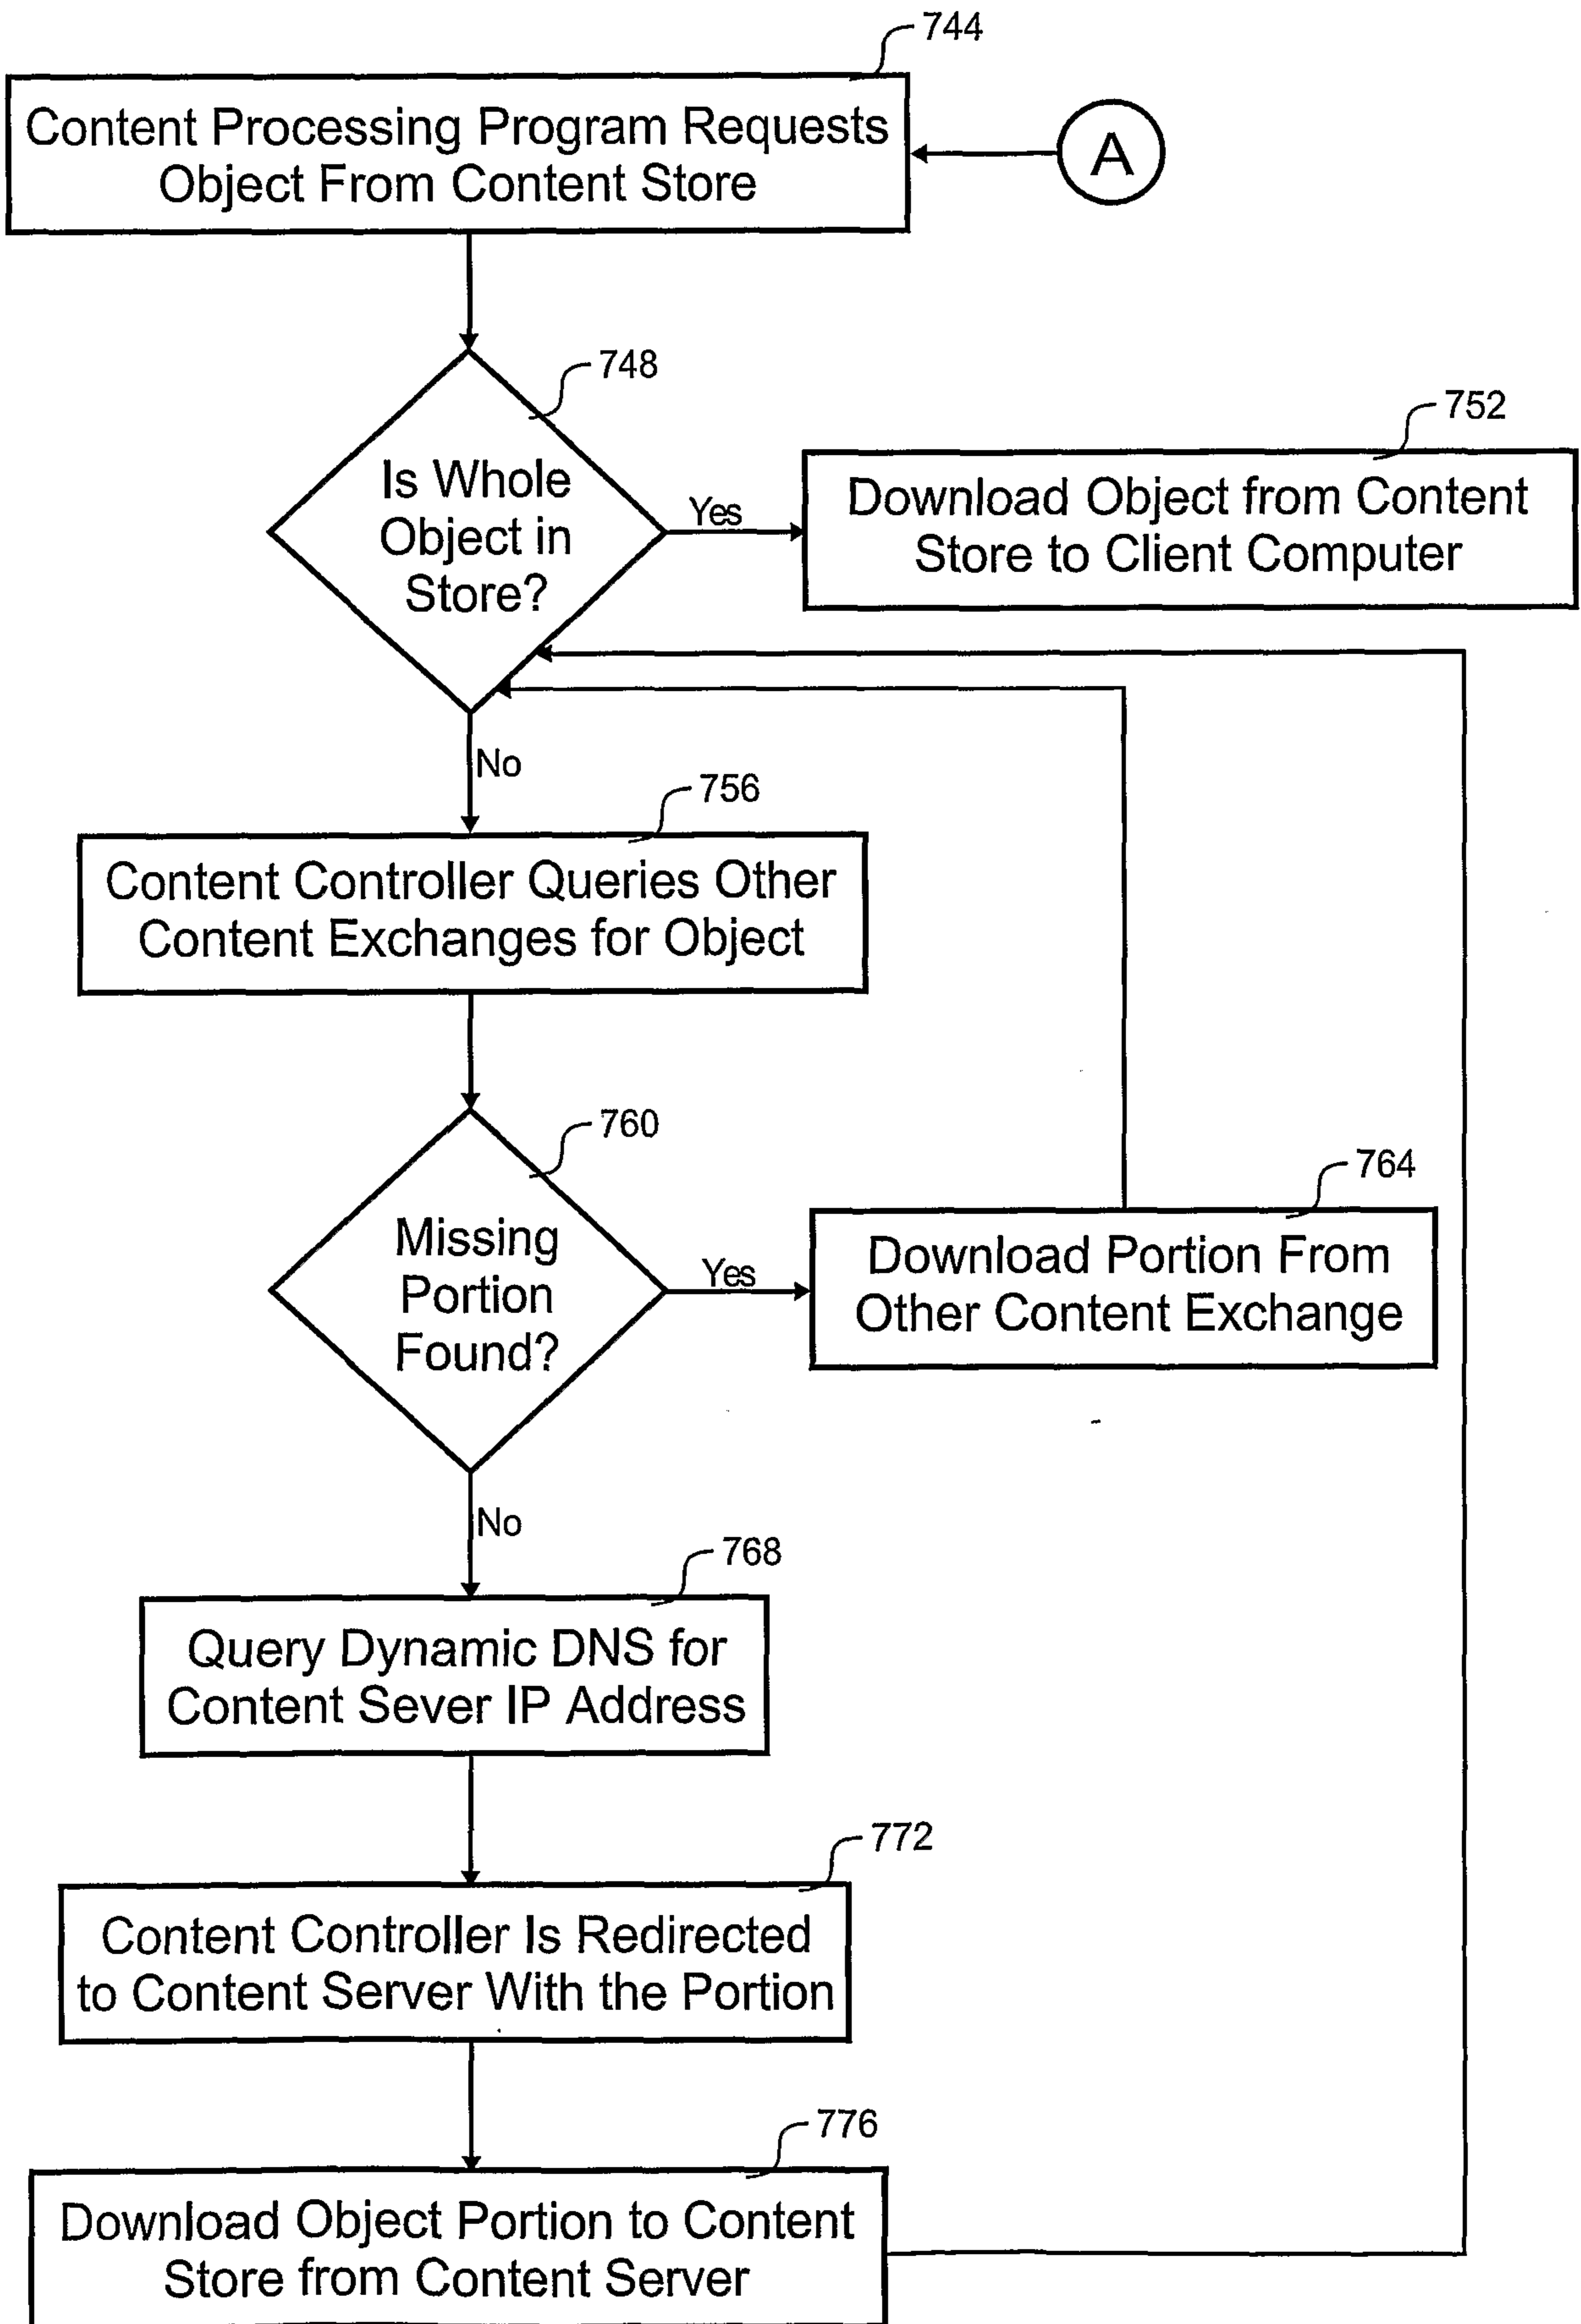 744
Content Processing Program Requests
Object From Content Store
A
748
Is Whole
Object in
Store?
Yes
752
Download Object from Content
Store to Client Computer
No
756
Content Controller Queries Other
Content Exchanges for Object
760
Missing
Portion
Found?
Yes
764
Download Portion From
Other Content Exchange
No
768
Query Dynamic DNS for
Content Sever IP Address
772
Content Controller Is Redirected
to Content Server With the Portion
776
Download Object Portion to Content
Store from Content Server